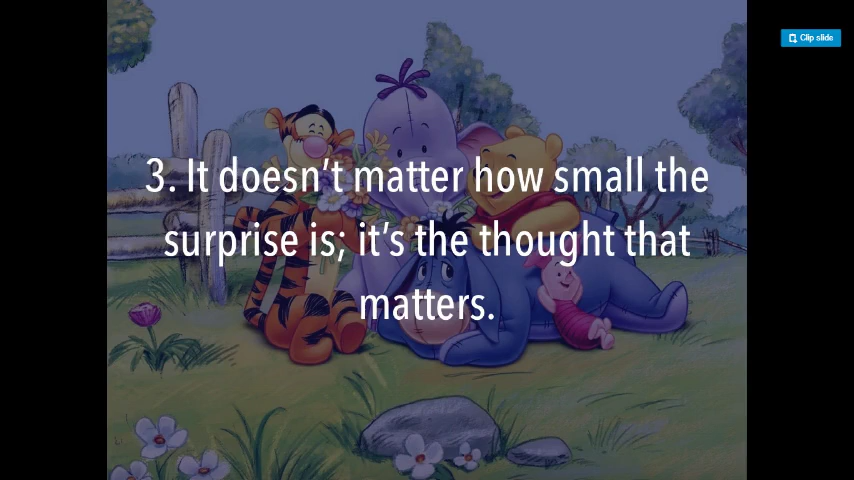 Clip slide
3. It doesn’t matter how small the
surprise is; it’s the thought that
matters.